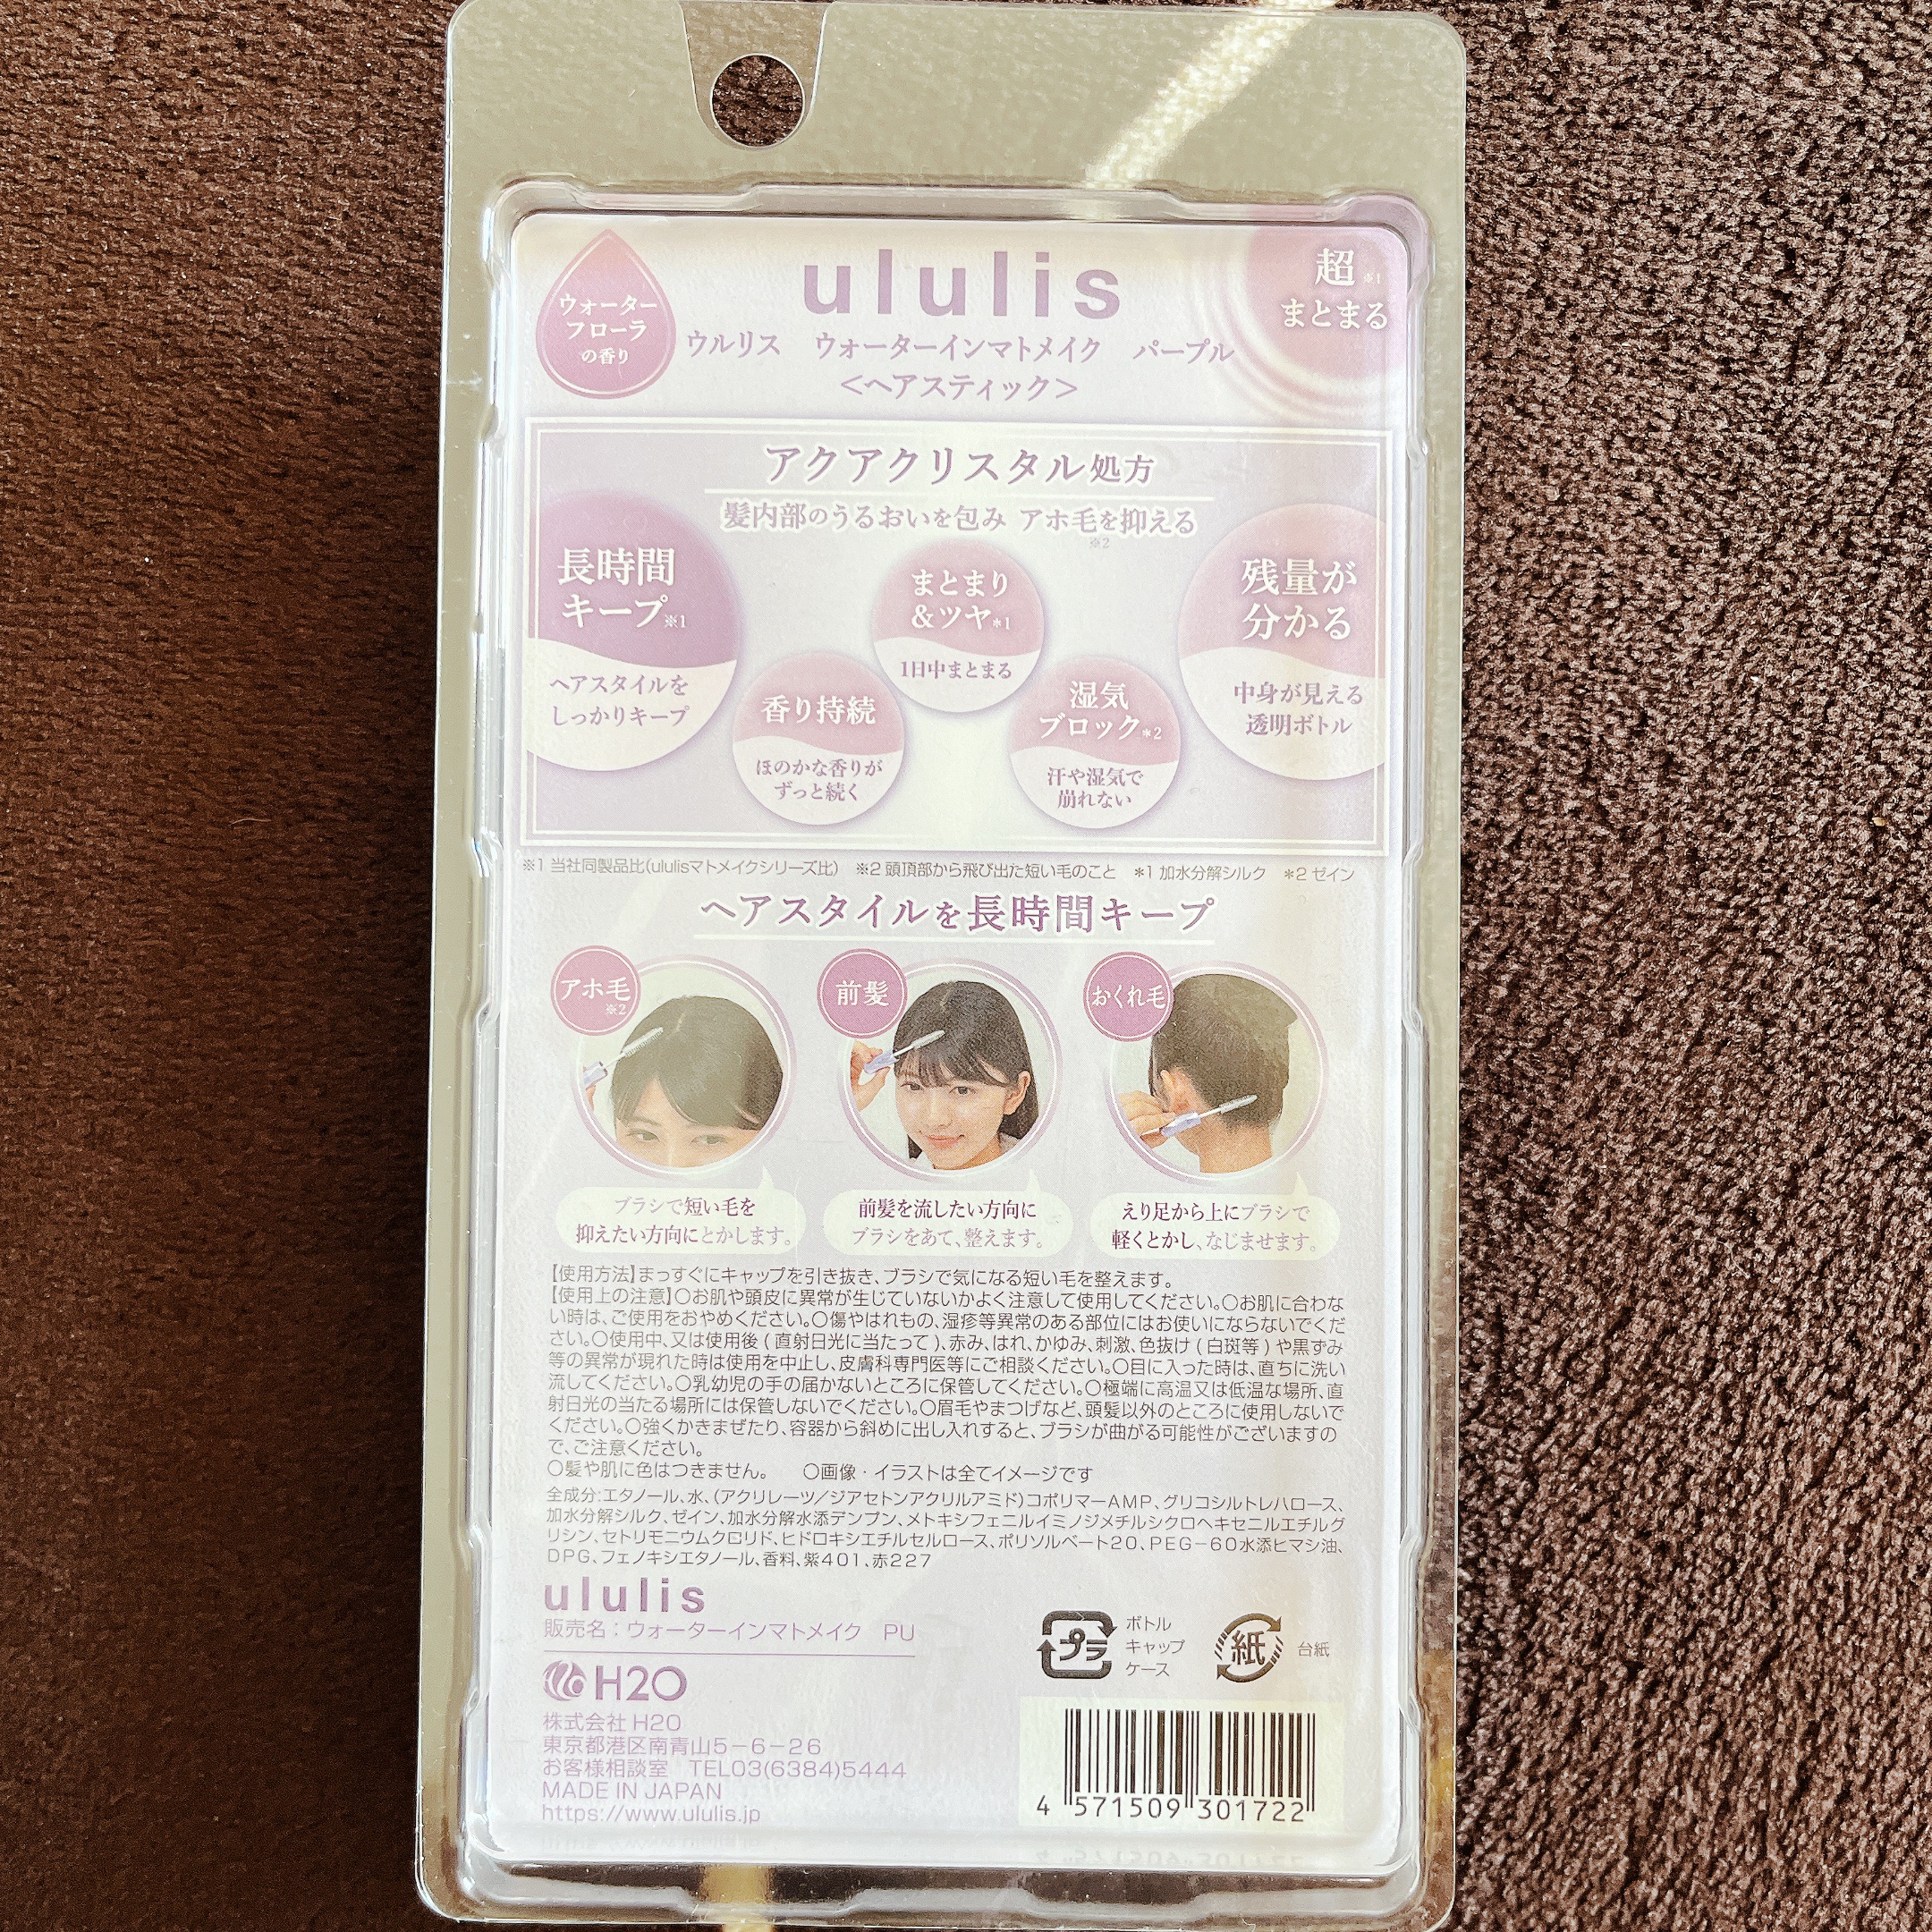 ウォーター
フローラ
の香り
ululis
超※1
まとまる
ウルリス ウォーターインマトメイク パープル
＜ヘアスティック＞
アクアクリスタル処方
髪内部のうるおいを包み アホ毛を抑える
※2
長時間
キープ※1
ヘアスタイルを
しっかりキープ
香り持続
ほのかな香りが
ずっと続く
まとまり
＆ツヤ＊1
1日中まとまる
湿気
ブロック＊2
汗や湿気で
崩れない
残量が
分かる
中身が見える
透明ボトル
※1 当社同製品比（ululisマトメイクシリーズ比） ※2 頭頂部から飛び出た短い毛のこと ＊1 加水分解シルク ＊2 ゼイン
ヘアスタイルを長時間キープ
アホ毛
※2
ブラシで短い毛を
抑えたい方向にとかします。
前髪
前髪を流したい方向に
ブラシをあて、整えます。
おくれ毛
えり足から上にブラシで
軽くとかし、なじませます。
【使用方法】まっすぐにキャップを引き抜き、ブラシで気になる短い毛を整えます。
【使用上の注意】○お肌や頭皮に異常が生じていないかよく注意して使用してください。○お肌に合わな
い時は、ご使用をおやめください。○傷やはれもの、湿疹等異常のある部位にはお使いにならないでくだ
さい。○使用中、又は使用後(直射日光に当たって)、赤み、はれ、かゆみ、刺激、色抜け(白斑等)や黒ずみ
等の異常が現れた時は使用を中止し、皮膚科専門医等にご相談ください。○目に入った時は、直ちに洗い
流してください。○乳幼児の手の届かないところに保管してください。○極端に高温又は低温な場所、直
射日光の当たる場所には保管しないでください。○眉毛やまつげなど、頭髪以外のところに使用しないで
ください。○強くかきまぜたり、容器から斜めに出し入れすると、ブラシが曲がる可能性がございますの
で、ご注意ください。
○髪や肌に色はつきません。 ○画像・イラストは全てイメージです
全成分：エタノール、水、（アクリレーツ／ジアセトンアクリルアミド）コポリマーAMP、グリコシルトレハロース、
加水分解シルク、ゼイン、加水分解水添デンプン、メトキシフェニルイミノジメチルシクロヘキセニルエチルグ
リシン、セトリモニウムクロリド、ヒドロキシエチルセルロース、ポリソルベート20、PEG－60水添ヒマシ油、
DPG、フェノキシエタノール、香料、紫401、赤227
ululis
販売名：ウォーターインマトメイク PU
H2O
株式会社 H2O
東京都港区南青山5－6－26
お客様相談室 TEL03(6384)5444
MADE IN JAPAN
https://www.ululis.jp
プラ
ボトル
キャップ
ケース
紙
台紙
4 571509 301722